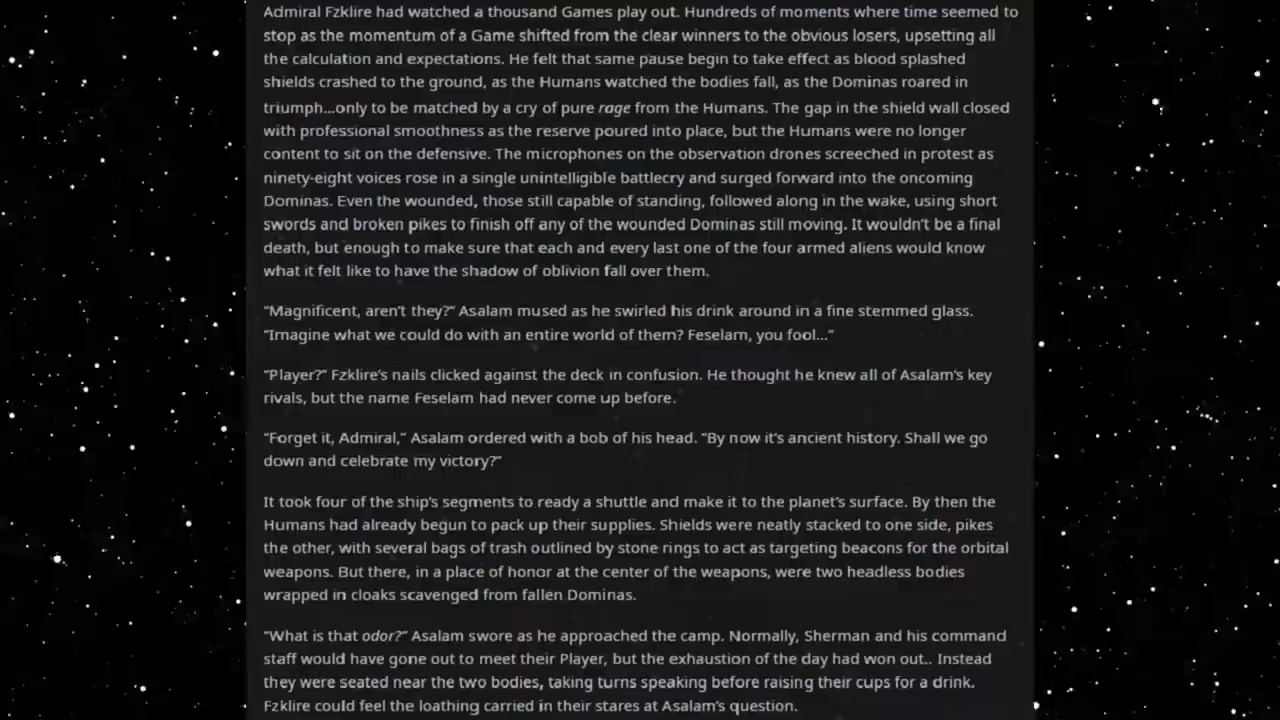 Admiral Fzklire had watched a thousand Games play out. Hundreds of moments where time seemed to
stop as the momentum of a Game shifted from the clear winners to the obvious losers, upsetting all
the calculation and expectations. He felt that same pause begin to take effect as blood splashed
shields crashed to the ground, as the Humans watched the bodies fall, as the Dominas roared in
triumph...only to be matched by a cry of pure rage from the Humans. The gap in the shield wall closed
with professional smoothness as the reserve poured into place, but the Humans were no longer
content to sit on the defensive. The microphones on the observation drones screeched in protest as
ninety-eight voices rose in a single unintelligible battlecry and surged forward into the oncoming
Dominas. Even the wounded, those still capable of standing, followed along in the wake, using short
swords and broken pikes to finish off any of the wounded Dominas still moving. It wouldn't be a final
death, but enough to make sure that each and every last one of the four armed aliens would know
what it felt like to have the shadow of oblivion fall over them.
"Magnificent, aren't they?" Asalam mused as he swirled his drink around in a fine stemmed glass.
"Imagine what we could do with an entire world of them? Feselam, you fool..."
"Player?" Fzklire's nails clicked against the deck in confusion. He thought he knew all of Asalam's key
rivals, but the name Feselam had never come up before.
"Forget it, Admiral," Asalam ordered with a bob of his head. "By now it's ancient history. Shall we go
down and celebrate my victory?"
It took four of the ship's segments to ready a shuttle and make it to the planet's surface. By then the
Humans had already begun to pack up their supplies. Shields were neatly stacked to one side, pikes
the other, with several bags of trash outlined by stone rings to act as targeting beacons for the orbital
weapons. But there, in a place of honor at the center of the weapons, were two headless bodies
wrapped in cloaks scavenged from fallen Dominas.
"What is that odor?" Asalam swore as he approached the camp. Normally, Sherman and his command
staff would have gone out to meet their Player, but the exhaustion of the day had won out.. Instead
they were seated near the two bodies, taking turns speaking before raising their cups for a drink.
Fzklire could feel the loathing carried in their stares at Asalam's question.